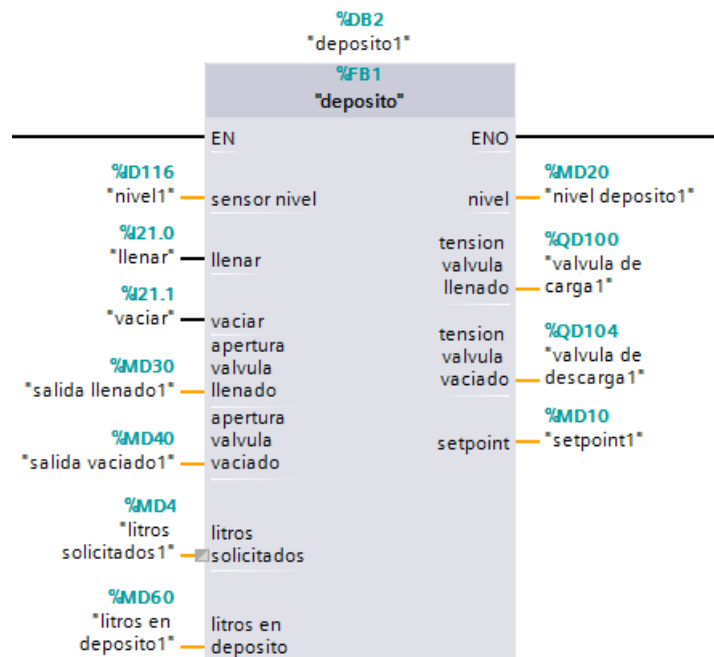 %DB2
"deposito1"
%FB1
"deposito"
EN
ENO
%ID116
"nivel1"
sensor nivel
nivel
%MD20
"nivel deposito1"
%I21.0
"llenar"
llenar
tension
valvula
llenado
%QD100
"valvula de
carga1"
%I21.1
"vaciar"
vaciar
tension
valvula
vaciado
%QD104
"valvula de
descarga1"
%MD30
"salida llenado1"
apertura
valvula
llenado
%MD40
"salida vaciado1"
apertura
valvula
vaciado
setpoint
%MD10
"setpoint1"
%MD4
"litros
solicitados1"
litros
solicitados
%MD60
"litros en
deposito1"
litros en
deposito